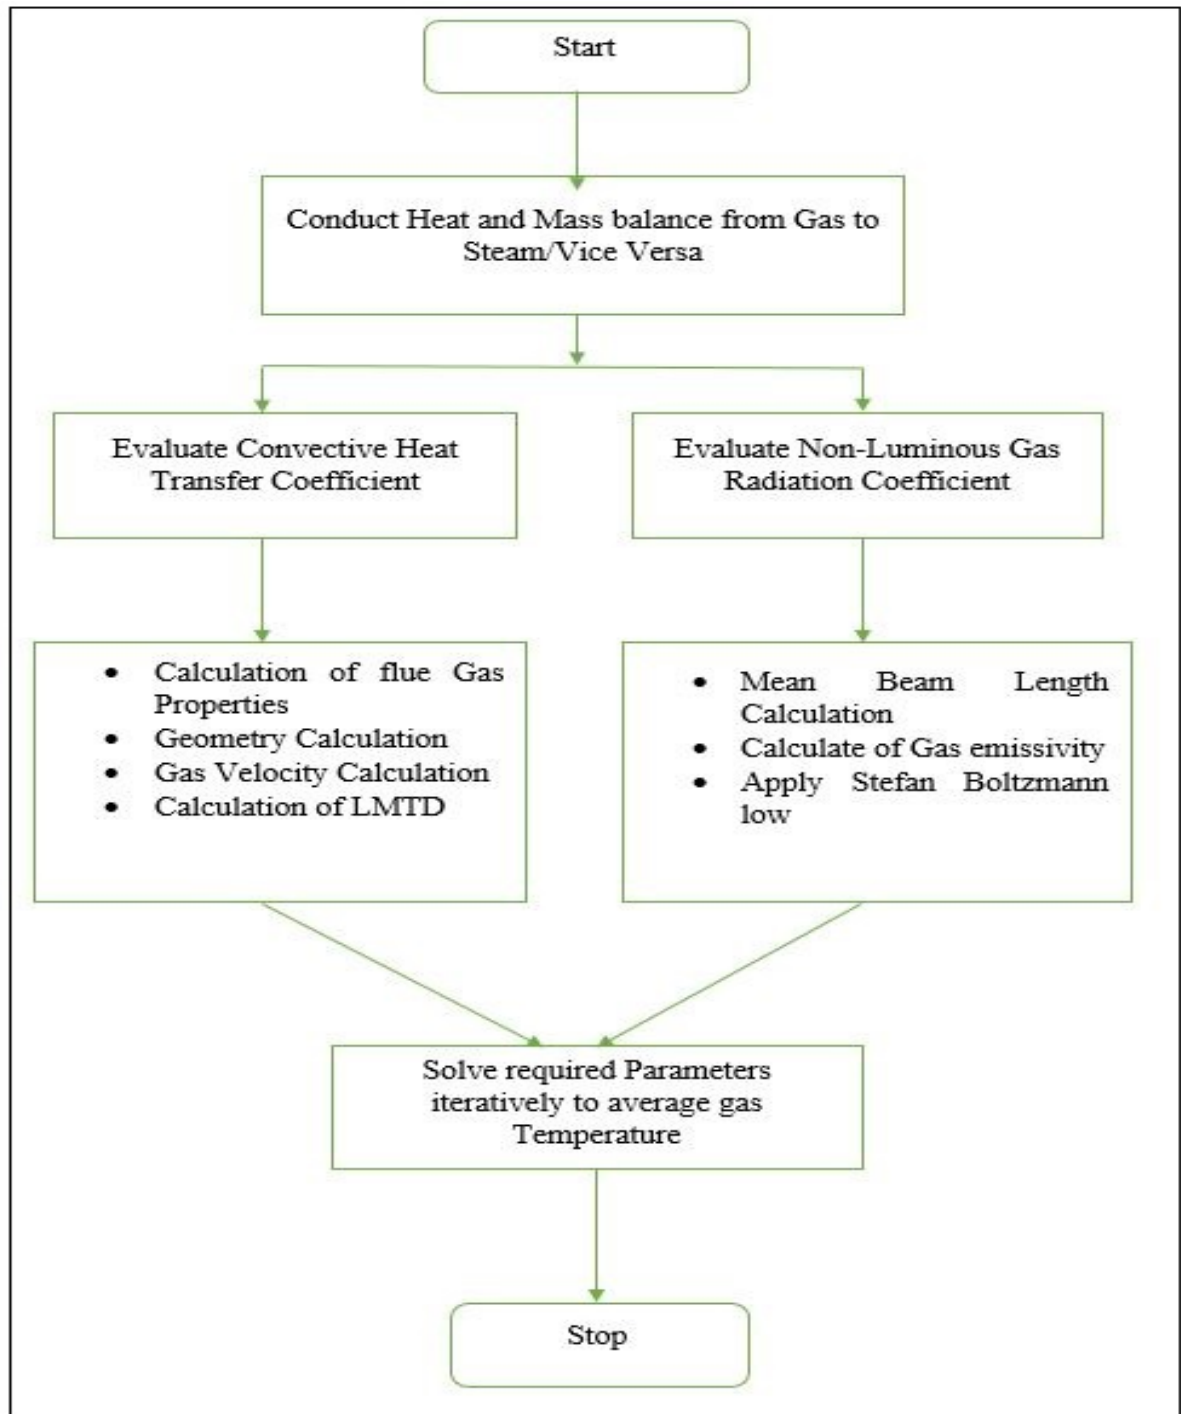 Start
Conduct Heat and Mass balance from Gas to
Steam/Vice Versa
Evaluate Convective Heat
Transfer Coefficient
Evaluate Non-Luminous Gas
Radiation Coefficient
• Calculation of flue Gas
Properties
• Geometry Calculation
• Gas Velocity Calculation
• Calculation of LMTD
• Mean Beam Length
Calculation
• Calculate of Gas emissivity
• Apply Stefan Boltzmann
low
Solve required Parameters
iteratively to average gas
Temperature
Stop